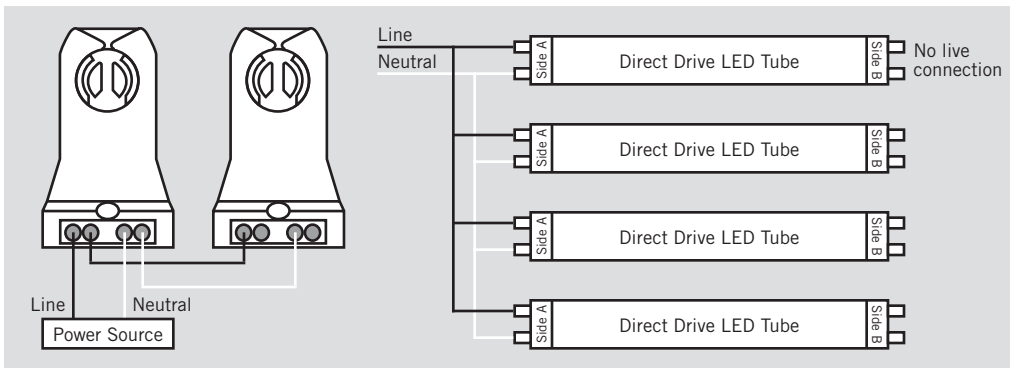 Line
Neutral
Power Source
Line
Neutral
Side A
Direct Drive LED Tube
Side B
No live
connection
Side A
Direct Drive LED Tube
Side B
Side A
Direct Drive LED Tube
Side B
Side A
Direct Drive LED Tube
Side B